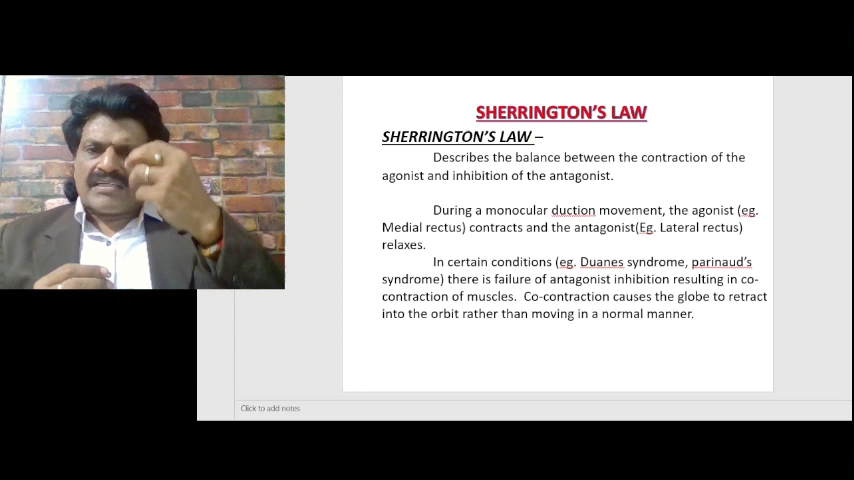 SHERRINGTON'S LAW
SHERRINGTON'S LAW –
Describes the balance between the contraction of the
agonist and inhibition of the antagonist.
During a monocular duction movement, the agonist (eg.
Medial rectus) contracts and the antagonist(Eg. Lateral rectus)
relaxes.
In certain conditions (eg. Duanes syndrome, parinaud's
syndrome) there is failure of antagonist inhibition resulting in co-
contraction of muscles.  Co-contraction causes the globe to retract
into the orbit rather than moving in a normal manner.
Click to add notes